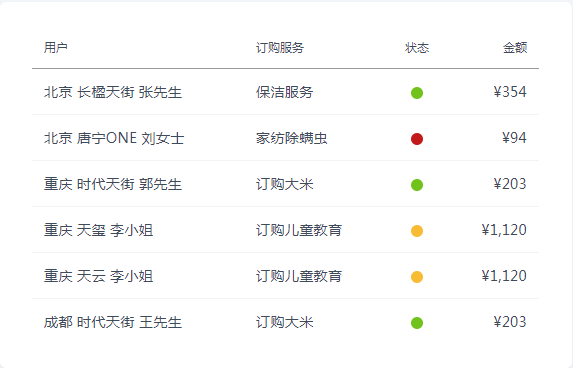 用户 订购服务 状态 金额
北京 长楹天街 张先生 保洁服务 ¥354
北京 唐宁ONE 刘女士 家纺除螨虫 ¥94
重庆 时代天街 郭先生 订购大米 ¥203
重庆 天玺 李小姐 订购儿童教育 ¥1,120
重庆 天云 李小姐 订购儿童教育 ¥1,120
成都 时代天街 王先生 订购大米 ¥203